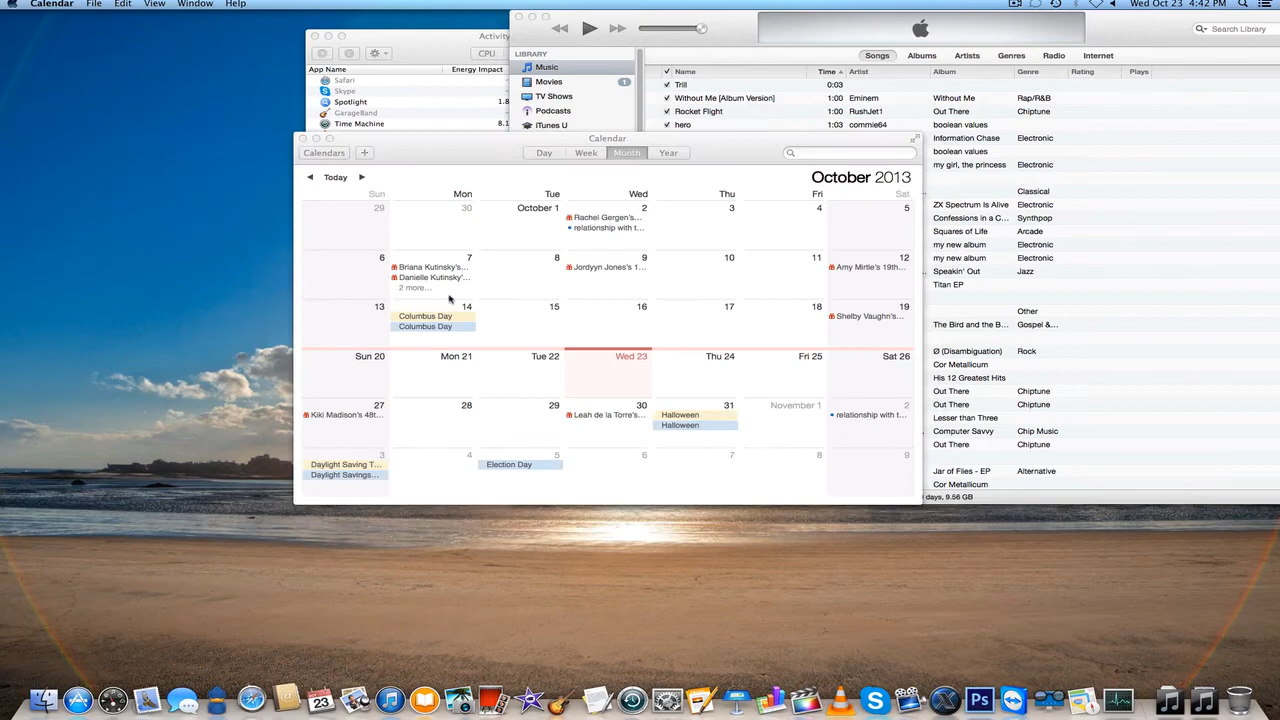 Calendar File Edit View Window Help
Wed Oct 23 4:42 PM
Activity
CPU
App Name Energy Impact
Safari
Skype
Spotlight 1.8
GarageBand
Time Machine 8.1
LIBRARY
Music
Movies 1
TV Shows
Podcasts
iTunes U
Search Library
Songs Albums Artists Genres Radio Internet
Name Time Artist Album Genre Rating Plays
Trill 0:03
Without Me [Album Version] 1:00 Eminem Without Me Rap/R&B
Rocket Flight 1:00 RushJet1 Out There Chiptune
hero 1:03 commie64 boolean values
Information Chase Electronic
boolean values
my girl, the princess Electronic
Classical
ZX Spectrum Is Alive Electronic
Confessions in a C... Synthpop
Squares of Life Arcade
my new album Electronic
my new album Electronic
Speakin' Out Jazz
Titan EP
Other
The Bird and the B... Gospel &...
Ø (Disambiguation) Rock
Cor Metallicum
His 12 Greatest Hits
Out There Chiptune
Out There Chiptune
Lesser than Three
Computer Savvy Chip Music
Out There Chiptune
Jar of Flies - EP Alternative
Cor Metallicum
days, 9.56 GB
Calendar
Calendars + Day Week Month Year
Today
October 2013
Sun Mon Tue Wed Thu Fri Sat
29 30 October 1 2 3 4 5
Rachel Gergen's...
relationship with t...
6 7 8 9 10 11 12
Briana Kutinsky's... Jordyyn Jones's 1... Amy Mirtle's 19th...
Danielle Kutinsky'...
2 more...
13 14 15 16 17 18 19
Columbus Day Shelby Vaughn's...
Columbus Day
Sun 20 Mon 21 Tue 22 Wed 23 Thu 24 Fri 25 Sat 26
27 28 29 30 31 November 1 2
Kiki Madison's 48t... Leah de la Torre's... Halloween relationship with t...
Halloween
3 4 5 6 7 8 9
Daylight Saving T... Election Day
Daylight Savings...
23
Ps